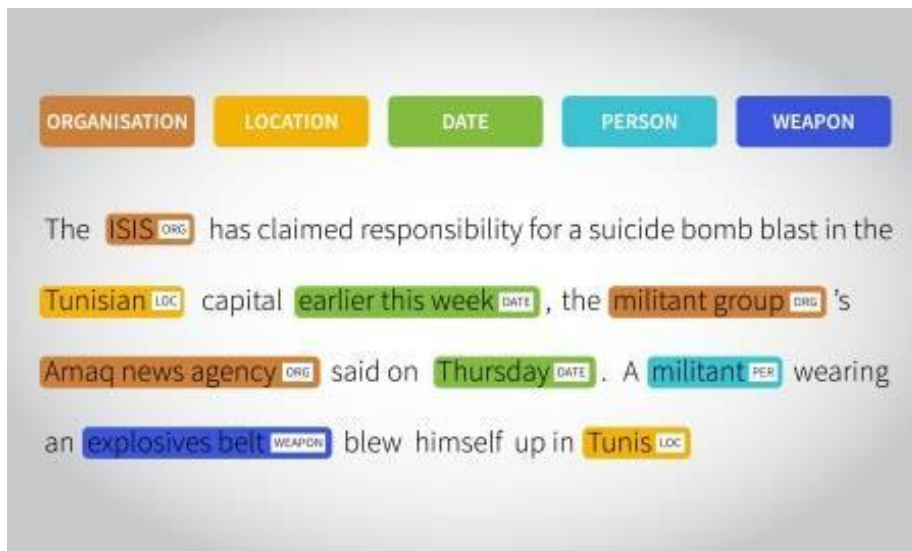 ORGANISATION LOCATION DATE PERSON WEAPON
The ISIS ORG has claimed responsibility for a suicide bomb blast in the
Tunisian LOC capital earlier this week DATE , the militant group ORG 's
Amaq news agency ORG said on Thursday DATE . A militant PER wearing
an explosives belt WEAPON blew himself up in Tunis LOC